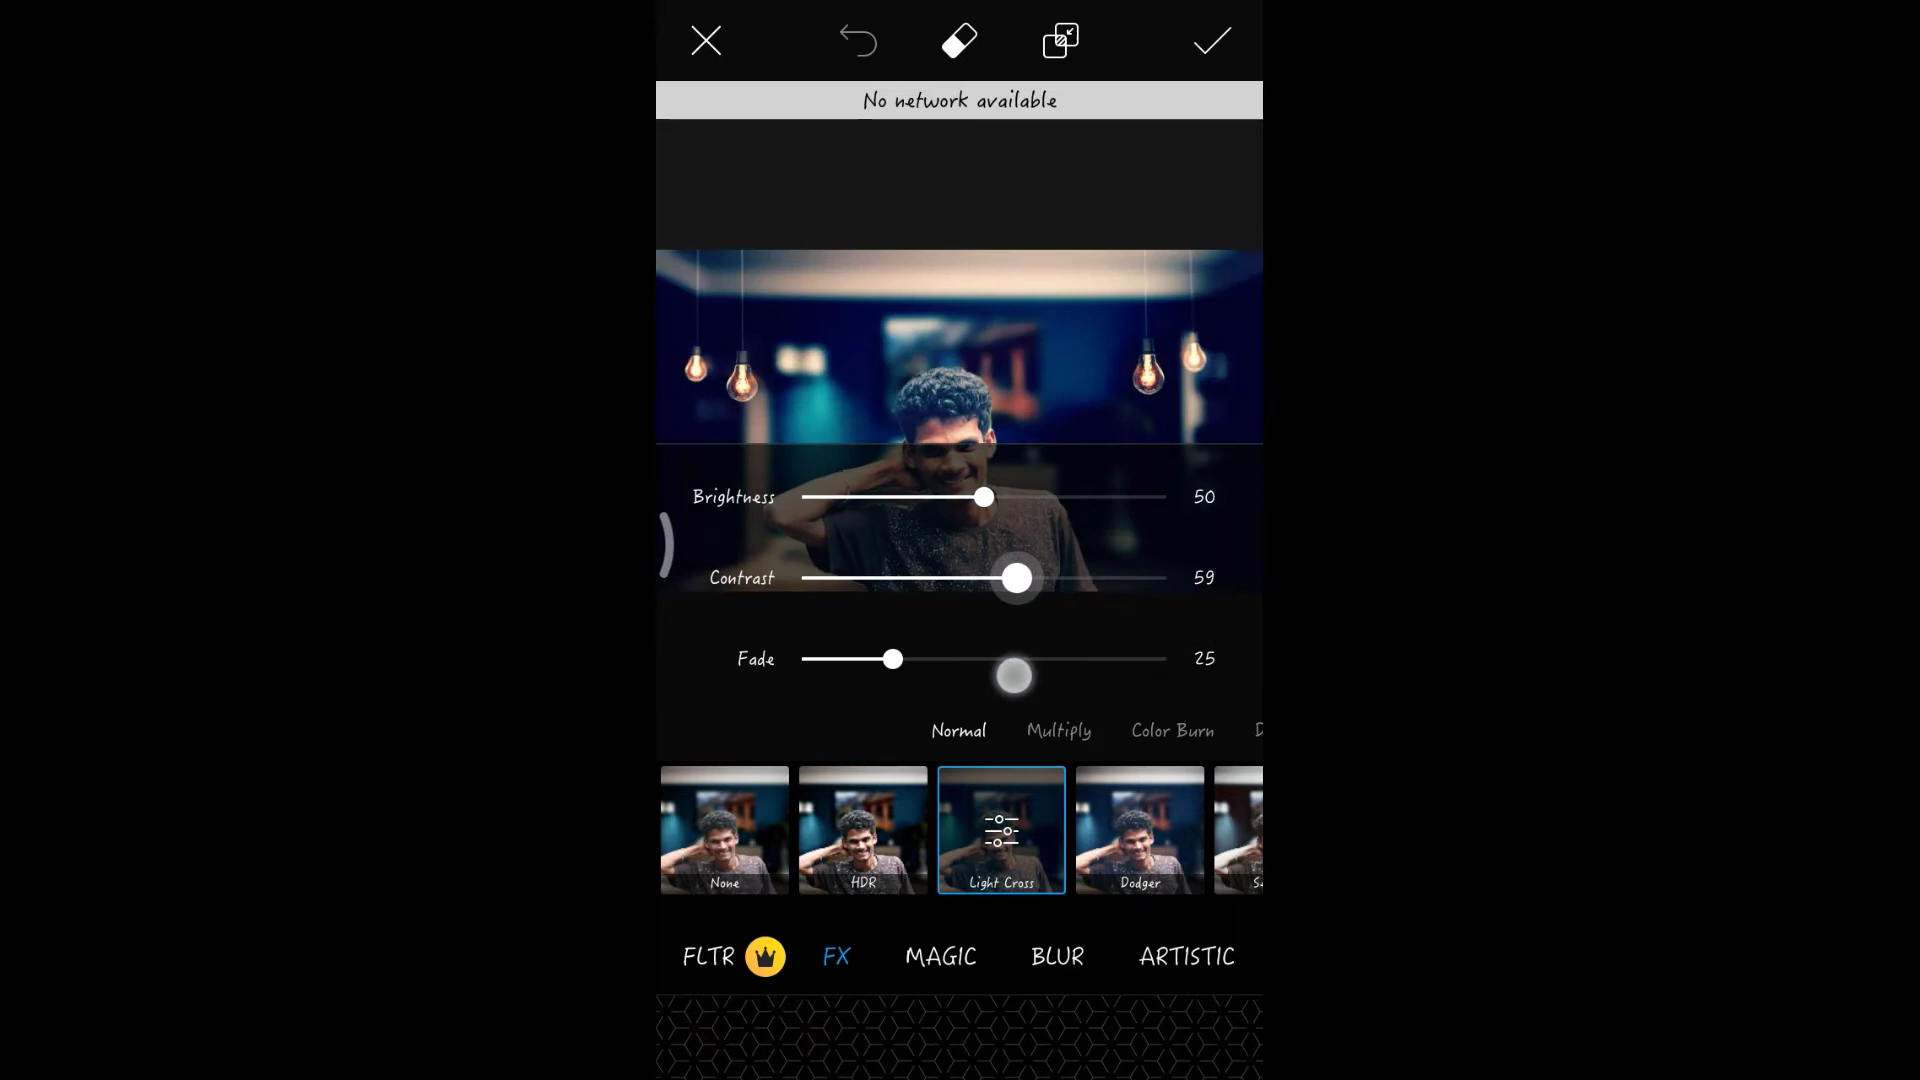 No network available
Brightness 50
Contrast 59
Fade 25
Normal Multiply Color Burn
None HDR Light Cross Dodger
FLTR FX MAGIC BLUR ARTISTIC